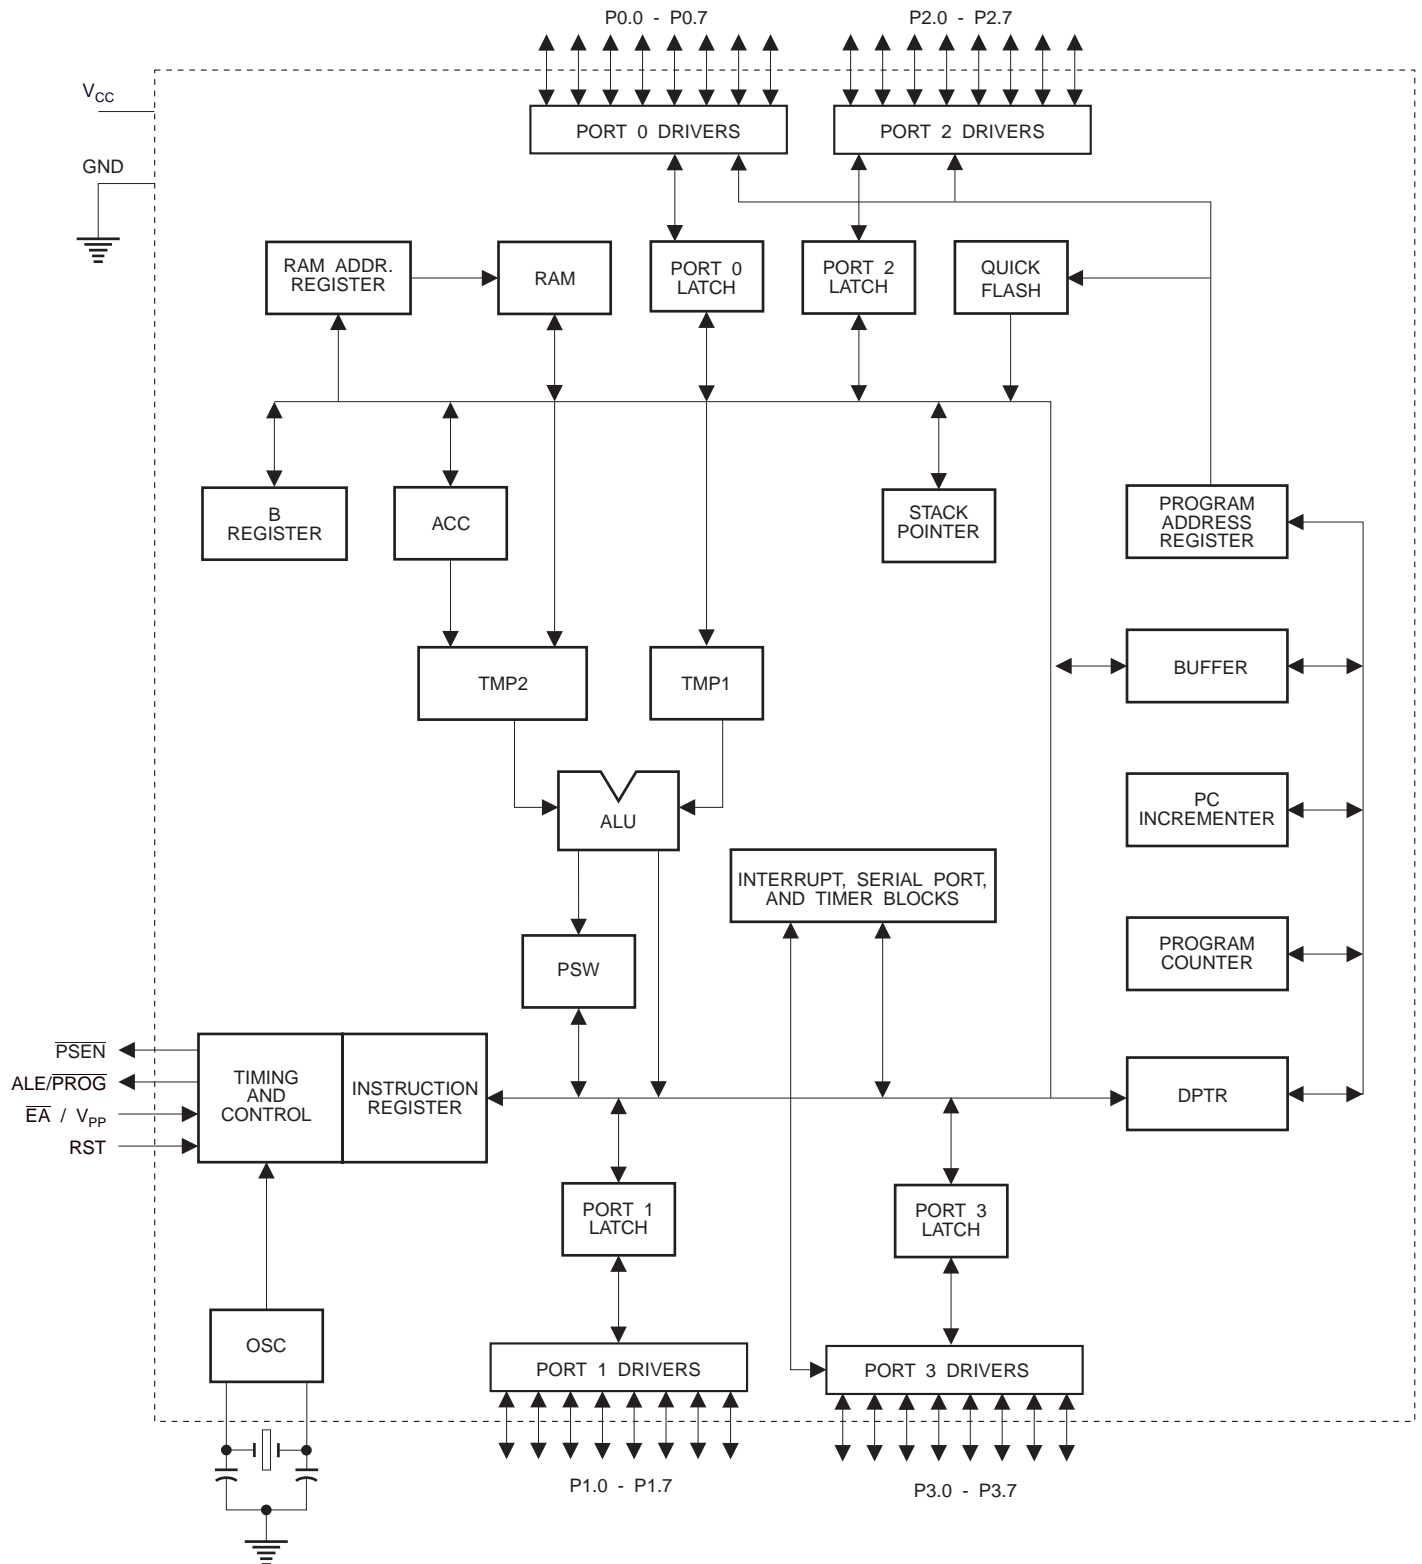 P0.0 - P0.7
P2.0 - P2.7
VCC
GND
PORT 0 DRIVERS
PORT 2 DRIVERS
RAM ADDR.
REGISTER
RAM
PORT 0
LATCH
PORT 2
LATCH
QUICK
FLASH
B
REGISTER
ACC
STACK
POINTER
PROGRAM
ADDRESS
REGISTER
TMP2
TMP1
BUFFER
ALU
PC
INCREMENTER
INTERRUPT, SERIAL PORT,
AND TIMER BLOCKS
PSW
PROGRAM
COUNTER
PSEN
ALE/PROG
EA / VPP
RST
TIMING
AND
CONTROL
INSTRUCTION
REGISTER
DPTR
PORT 1
LATCH
PORT 3
LATCH
OSC
PORT 1 DRIVERS
PORT 3 DRIVERS
P1.0 - P1.7
P3.0 - P3.7